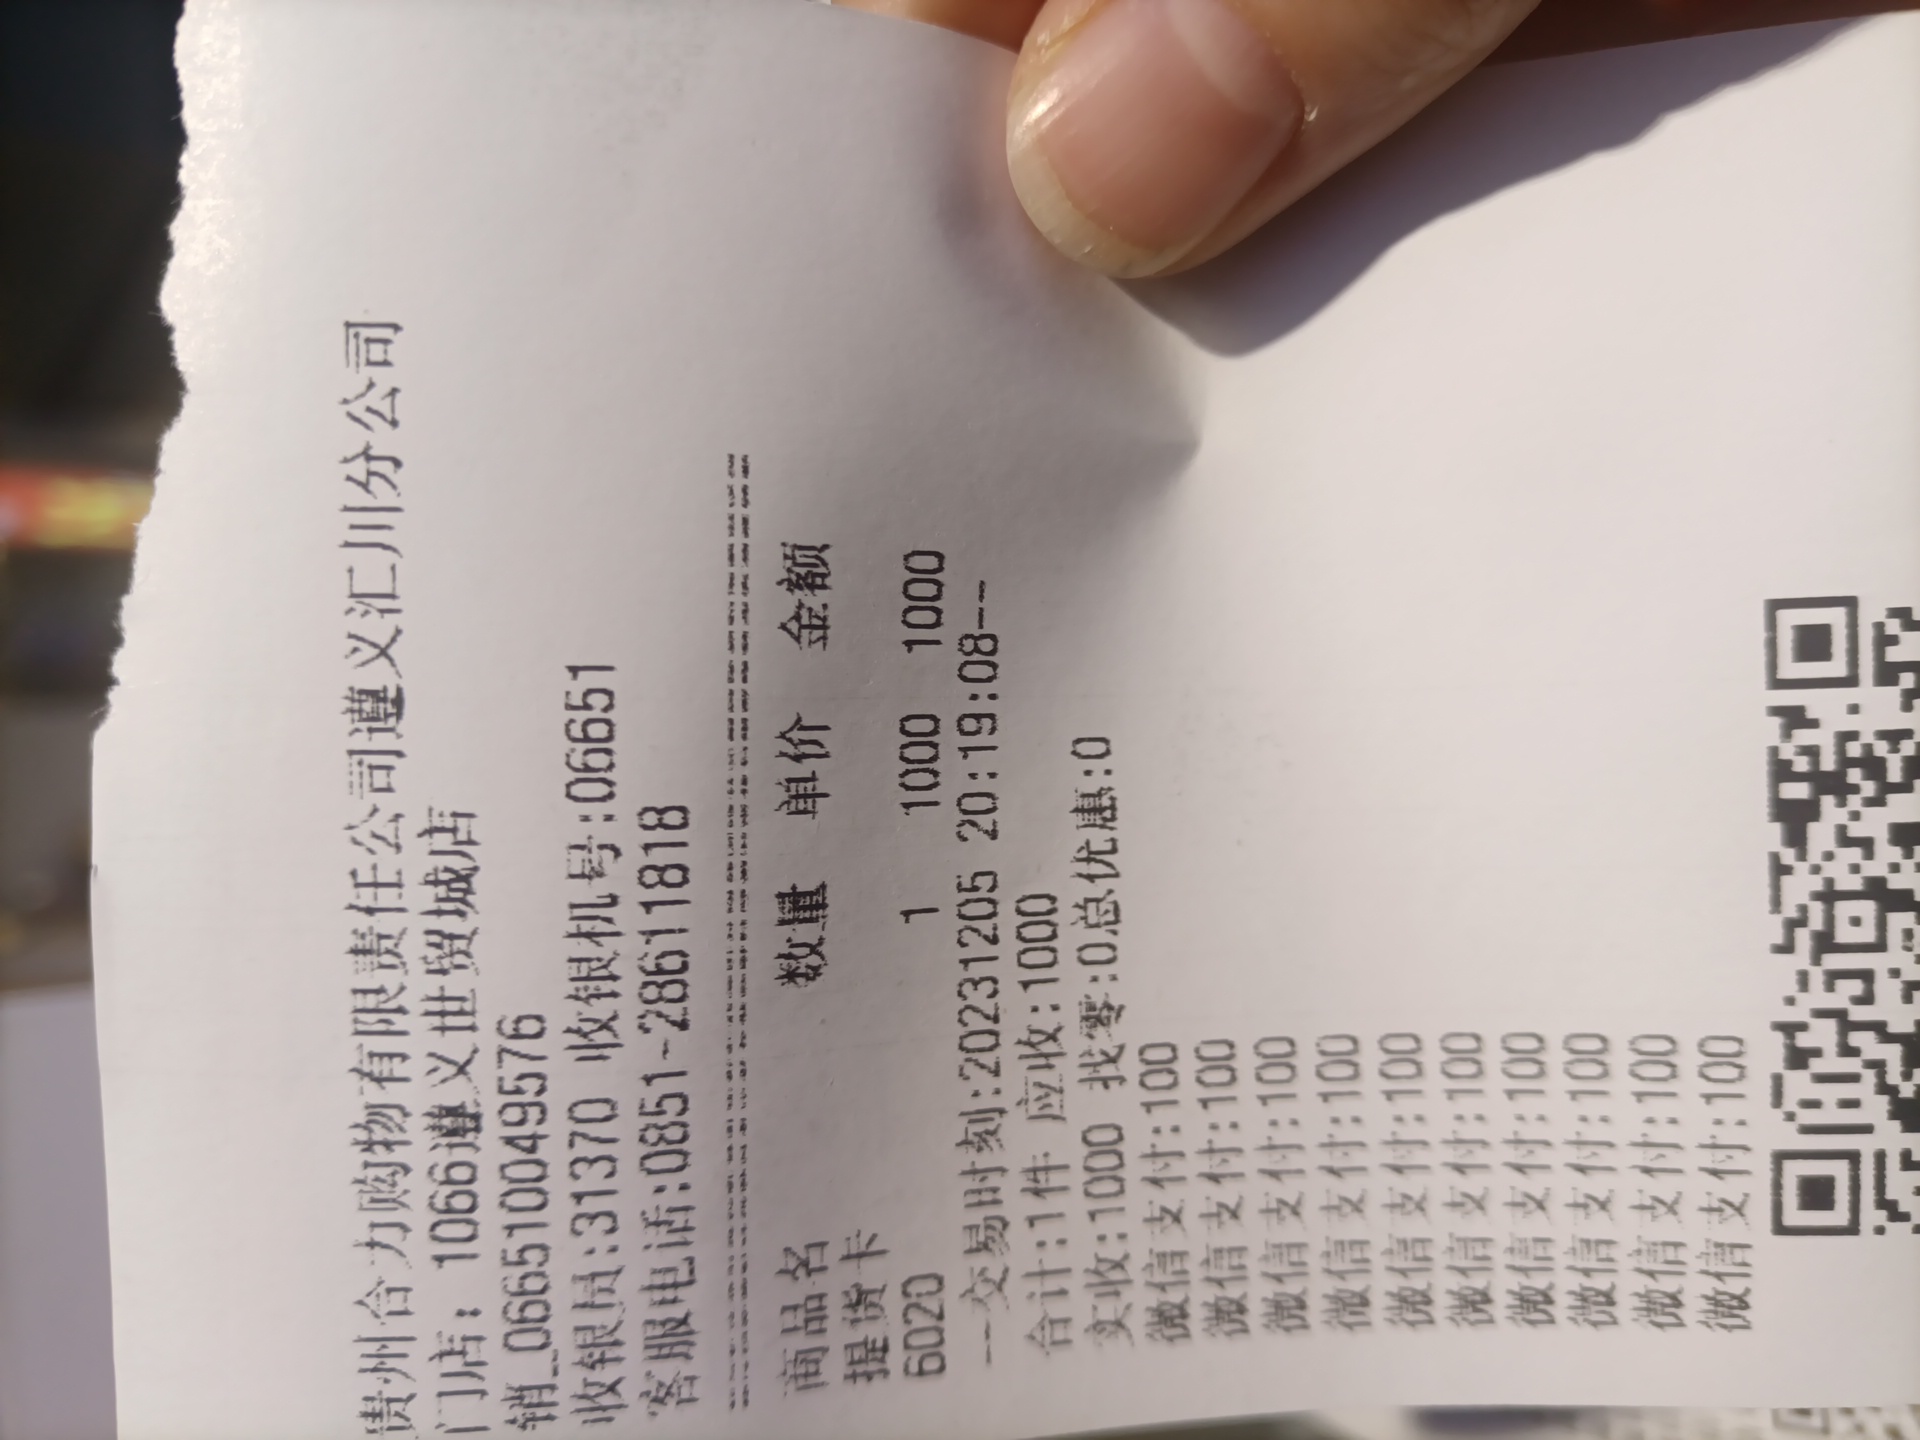 贵州合力购物有限责任公司遵义汇川分公司
门店: 1066遵义世贸城店
销_066510049576
收银员:31370 收银机号:06651
客服电话:0851-28611818
商品名 数量 单价 金额
提货卡
6020 1 1000 1000
--交易时刻:20231205 20:19:08--
合计:1件 应收:1000
实收:1000 找零:0总优惠:0
微信支付:100
微信支付:100
微信支付:100
微信支付:100
微信支付:100
微信支付:100
微信支付:100
微信支付:100
微信支付:100
微信支付:100